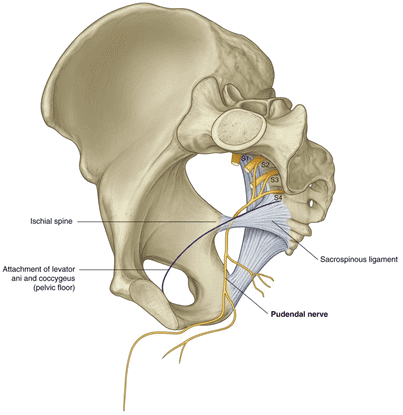 S1
S2
S3
S4
Ischial spine
Sacrospinous ligament
Attachment of levator
ani and coccygeus
(pelvic floor)
Pudendal nerve